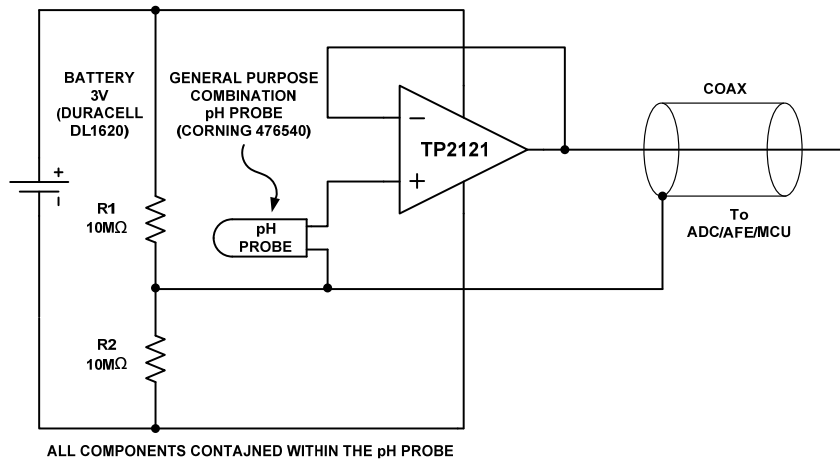 BATTERY
3V
(DURACELL
DL1620)
GENERAL PURPOSE
COMBINATION
pH PROBE
(CORNING 476540)
COAX
−
TP2121
+
+
-
R1
10MΩ
pH
PROBE
To
ADC/AFE/MCU
R2
10MΩ
ALL COMPONENTS CONTAJNED WITHIN THE pH PROBE